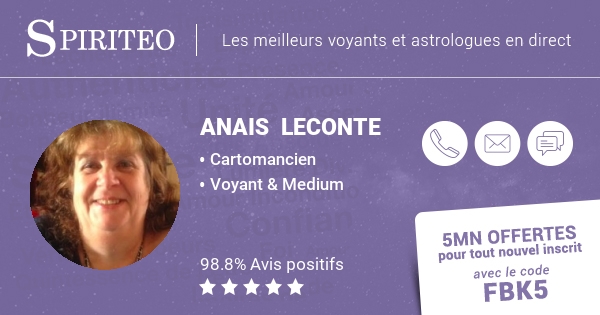 SPIRITEO
Les meilleurs voyants et astrologues en direct
ANAIS LECONTE
• Cartomancien
• Voyant & Medium
98.8% Avis positifs
5MN OFFERTES
pour tout nouvel inscrit
avec le code
FBK5